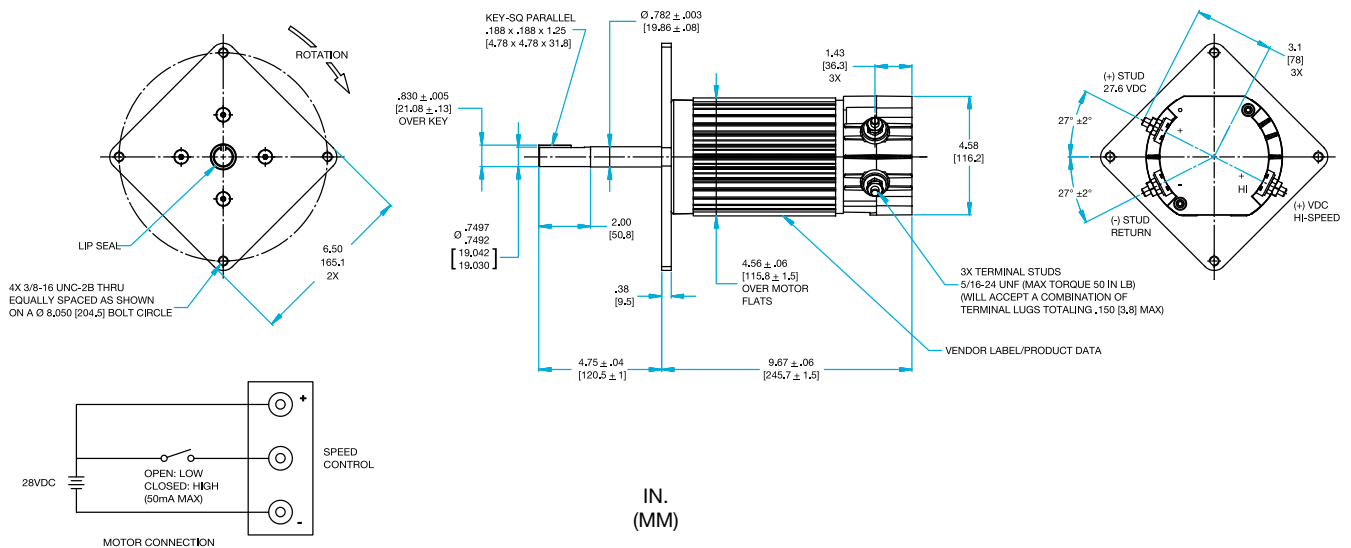 ROTATION
LIP SEAL
4X 3/8-16 UNC-2B THRU
EQUALLY SPACED AS SHOWN
ON A Ø 8.050 [204.5] BOLT CIRCLE
6.50
165.1
2X
KEY-SQ PARALLEL
.188 x .188 x 1.25
[4.78 x 4.78 x 31.8]
Ø .782 ± .003
[19.86 ± .08]
.830 ± .005
[21.08 ± .13]
OVER KEY
Ø .7497
.7492
[19.042
19.030]
2.00
[50.8]
.38
[9.5]
4.75 ± .04
[120.5 ± 1]
9.67 ± .06
[245.7 ± 1.5]
4.56 ± .06
[115.8 ± 1.5]
OVER MOTOR
FLATS
1.43
[36.3]
3X
4.58
[116.2]
3X TERMINAL STUDS
5/16-24 UNF (MAX TORQUE 50 IN LB)
(WILL ACCEPT A COMBINATION OF
TERMINAL LUGS TOTALING .150 [3.8] MAX)
VENDOR LABEL/PRODUCT DATA
(+) STUD
27.6 VDC
3.1
[78]
3X
27° ±2°
27° ±2°
+
-
+
HI
(-) STUD
RETURN
(+) VDC
HI-SPEED
28VDC
OPEN: LOW
CLOSED: HIGH
(50mA MAX)
+
-
SPEED
CONTROL
MOTOR CONNECTION
IN.
(MM)